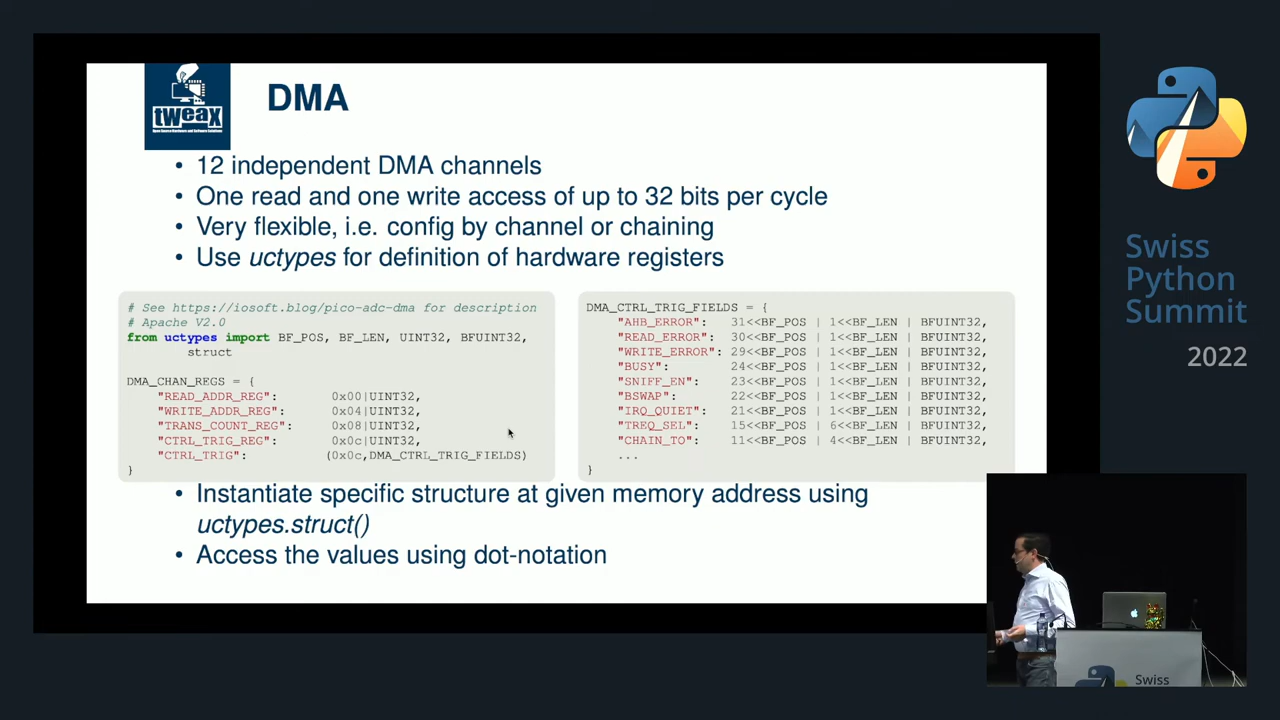 tweax
Open Source Hardware and Software Solutions
DMA
• 12 independent DMA channels
• One read and one write access of up to 32 bits per cycle
• Very flexible, i.e. config by channel or chaining
• Use uctypes for definition of hardware registers
# See https://iosoft.blog/pico-adc-dma for description
# Apache V2.0
from uctypes import BF_POS, BF_LEN, UINT32, BFUINT32,
struct
DMA_CHAN_REGS = {
"READ_ADDR_REG": 0x00|UINT32,
"WRITE_ADDR_REG": 0x04|UINT32,
"TRANS_COUNT_REG": 0x08|UINT32,
"CTRL_TRIG_REG": 0x0c|UINT32,
"CTRL_TRIG": (0x0c,DMA_CTRL_TRIG_FIELDS)
}
DMA_CTRL_TRIG_FIELDS = {
"AHB_ERROR": 31<<BF_POS | 1<<BF_LEN | BFUINT32,
"READ_ERROR": 30<<BF_POS | 1<<BF_LEN | BFUINT32,
"WRITE_ERROR": 29<<BF_POS | 1<<BF_LEN | BFUINT32,
"BUSY": 24<<BF_POS | 1<<BF_LEN | BFUINT32,
"SNIFF_EN": 23<<BF_POS | 1<<BF_LEN | BFUINT32,
"BSWAP": 22<<BF_POS | 1<<BF_LEN | BFUINT32,
"IRQ_QUIET": 21<<BF_POS | 1<<BF_LEN | BFUINT32,
"TREQ_SEL": 15<<BF_POS | 6<<BF_LEN | BFUINT32,
"CHAIN_TO": 11<<BF_POS | 4<<BF_LEN | BFUINT32,
...
}
• Instantiate specific structure at given memory address using
uctypes.struct()
• Access the values using dot-notation
Swiss
Python
Summit
2022
Swiss